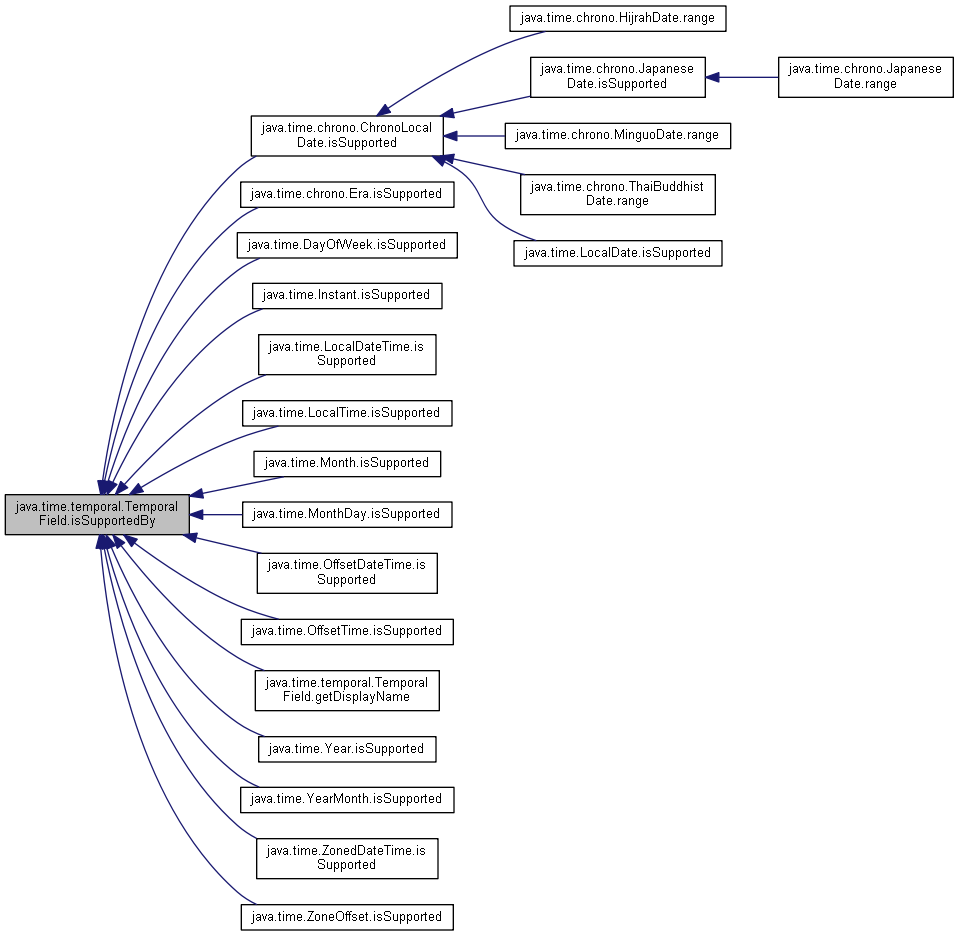 java.time.chrono.HijrahDate.range
java.time.chrono.Japanese
Date.isSupported
java.time.chrono.Japanese
Date.range
java.time.chrono.ChronoLocal
Date.isSupported
java.time.chrono.MinguoDate.range
java.time.chrono.ThaiBuddhist
Date.range
java.time.chrono.Era.isSupported
java.time.DayOfWeek.isSupported
java.time.LocalDate.isSupported
java.time.Instant.isSupported
java.time.LocalDateTime.is
Supported
java.time.LocalTime.isSupported
java.time.Month.isSupported
java.time.temporal.Temporal
Field.isSupportedBy
java.time.MonthDay.isSupported
java.time.OffsetDateTime.is
Supported
java.time.OffsetTime.isSupported
java.time.temporal.Temporal
Field.getDisplayName
java.time.Year.isSupported
java.time.YearMonth.isSupported
java.time.ZonedDateTime.is
Supported
java.time.ZoneOffset.isSupported